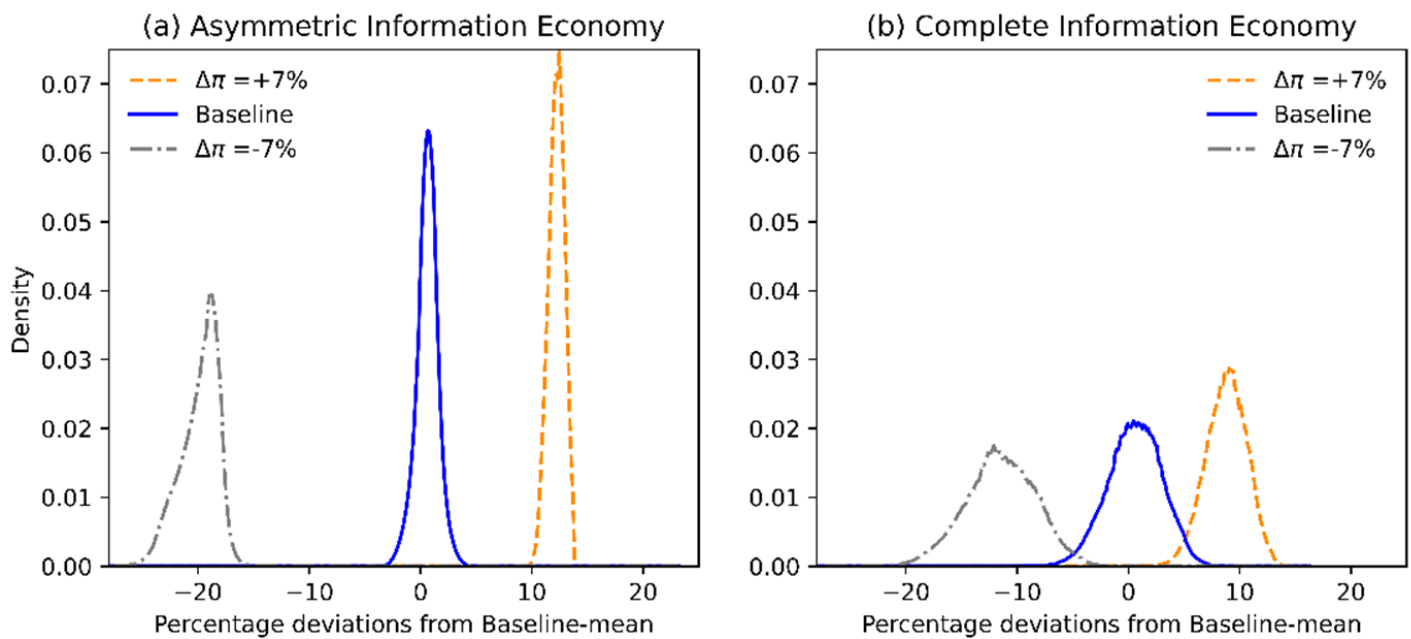 (a) Asymmetric Information Economy
Δπ =+7%
Baseline
Δπ =-7%
0.07
0.06
0.05
0.04
0.03
0.02
0.01
0.00
Density
−20
−10
0
10
20
Percentage deviations from Baseline-mean
(b) Complete Information Economy
Δπ =+7%
Baseline
Δπ =-7%
0.07
0.06
0.05
0.04
0.03
0.02
0.01
0.00
−20
−10
0
10
20
Percentage deviations from Baseline-mean